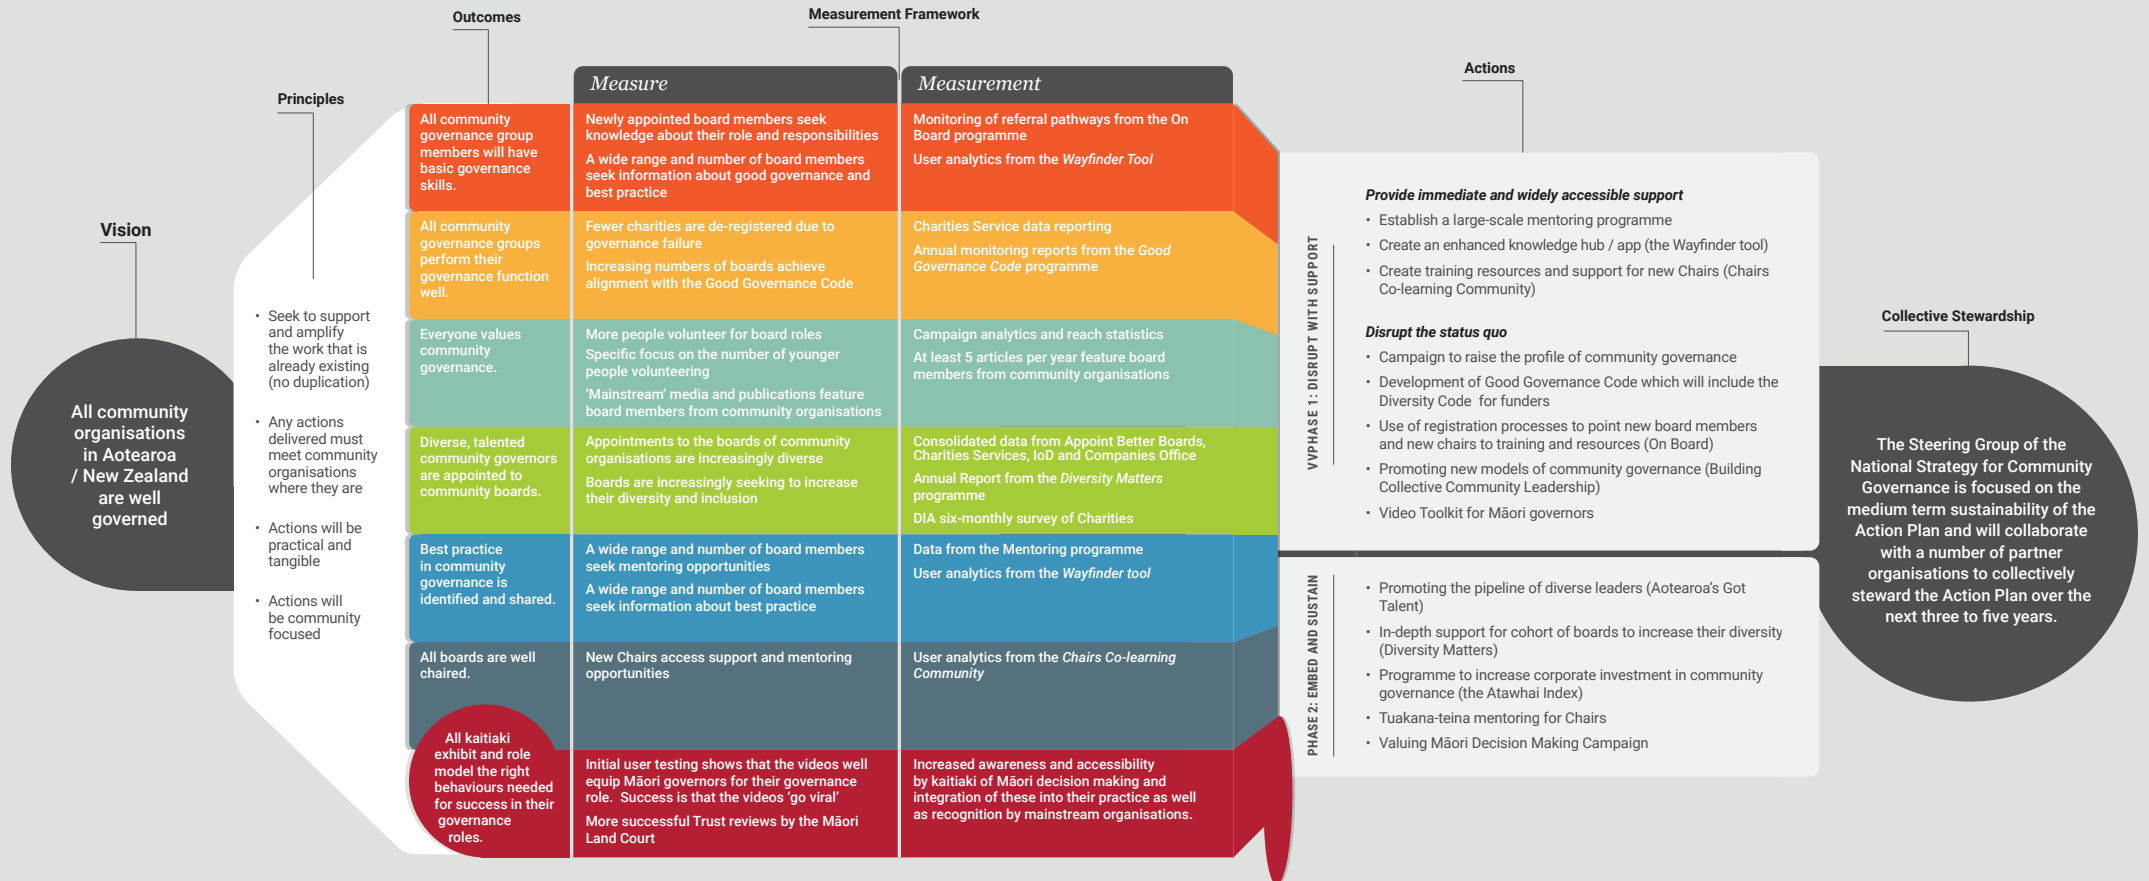 Vision
All community
organisations
in Aotearoa
/ New Zealand
are well
governed
Principles
• Seek to support
and amplify
the work that is
already existing
(no duplication)
• Any actions
delivered must
meet community
organisations
where they are
• Actions will be
practical and
tangible
• Actions will
be community
focused
Outcomes
Measurement Framework
Measure
Measurement
All community
governance group
members will have
basic governance
skills.
Newly appointed board members seek
knowledge about their role and responsibilities
A wide range and number of board members
seek information about good governance and
best practice
Monitoring of referral pathways from the On
Board programme
User analytics from the Wayfinder Tool
All community
governance groups
perform their
governance function
well.
Fewer charities are de-registered due to
governance failure
Increasing numbers of boards achieve
alignment with the Good Governance Code
Charities Service data reporting
Annual monitoring reports from the Good
Governance Code programme
Everyone values
community
governance.
More people volunteer for board roles
Specific focus on the number of younger
people volunteering
‘Mainstream’ media and publications feature
board members from community organisations
Campaign analytics and reach statistics
At least 5 articles per year feature board
members from community organisations
Diverse, talented
community governors
are appointed to
community boards.
Appointments to the boards of community
organisations are increasingly diverse
Boards are increasingly seeking to increase
their diversity and inclusion
Consolidated data from Appoint Better Boards,
Charities Services, IoD and Companies Office
Annual Report from the Diversity Matters
programme
DIA six-monthly survey of Charities
Best practice
in community
governance is
identified and shared.
A wide range and number of board members
seek mentoring opportunities
A wide range and number of board members
seek information about best practice
Data from the Mentoring programme
User analytics from the Wayfinder tool
All boards are well
chaired.
New Chairs access support and mentoring
opportunities
User analytics from the Chairs Co-learning
Community
All kaitiaki
exhibit and role
model the right
behaviours needed
for success in their
governance
roles.
Initial user testing shows that the videos well
equip Māori governors for their governance
role. Success is that the videos ‘go viral’
More successful Trust reviews by the Māori
Land Court
Increased awareness and accessibility
by kaitiaki of Māori decision making and
integration of these into their practice as well
as recognition by mainstream organisations.
Actions
VVPHASE 1: DISRUPT WITH SUPPORT
Provide immediate and widely accessible support
• Establish a large-scale mentoring programme
• Create an enhanced knowledge hub / app (the Wayfinder tool)
• Create training resources and support for new Chairs (Chairs
Co-learning Community)
Disrupt the status quo
• Campaign to raise the profile of community governance
• Development of Good Governance Code which will include the
Diversity Code for funders
• Use of registration processes to point new board members
and new chairs to training and resources (On Board)
• Promoting new models of community governance (Building
Collective Community Leadership)
• Video Toolkit for Māori governors
PHASE 2: EMBED AND SUSTAIN
• Promoting the pipeline of diverse leaders (Aotearoa’s Got
Talent)
• In-depth support for cohort of boards to increase their diversity
(Diversity Matters)
• Programme to increase corporate investment in community
governance (the Atawhai Index)
• Tuakana-teina mentoring for Chairs
• Valuing Māori Decision Making Campaign
Collective Stewardship
The Steering Group of the
National Strategy for Community
Governance is focused on the
medium term sustainability of the
Action Plan and will collaborate
with a number of partner
organisations to collectively
steward the Action Plan over the
next three to five years.